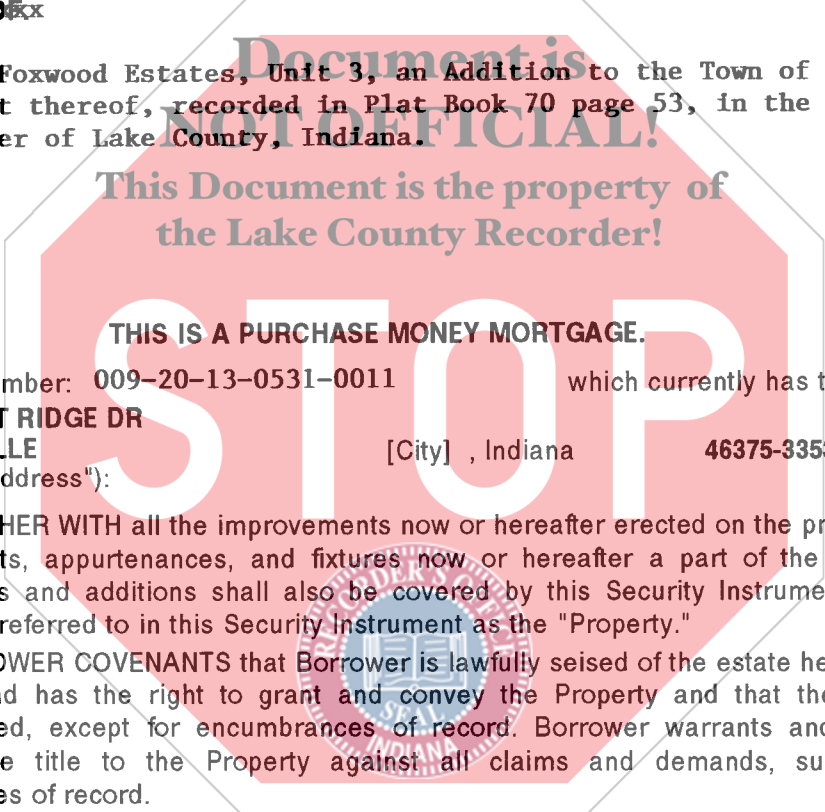 Foxwood Estates, Unit 3, an Addition to the Town of
t thereof, recorded in Plat Book 70 page 53, in the
er of Lake County, Indiana.
Document is
NOT OFFICIAL!
This Document is the property of
the Lake County Recorder!
STOP
THIS IS A PURCHASE MONEY MORTGAGE.
mber: 009-20-13-0531-0011 which currently has t
T RIDGE DR
LLE [City] , Indiana 46375-3353
ddress"):
HER WITH all the improvements now or hereafter erected on the pr
ts, appurtenances, and fixtures now or hereafter a part of the
s and additions shall also be covered by this Security Instrume
referred to in this Security Instrument as the "Property."
OWER COVENANTS that Borrower is lawfully seised of the estate he
d has the right to grant and convey the Property and that the
ed, except for encumbrances of record. Borrower warrants and
e title to the Property against all claims and demands, su
es of record.
RECORDER'S OFFICE
SEAL
INDIANA